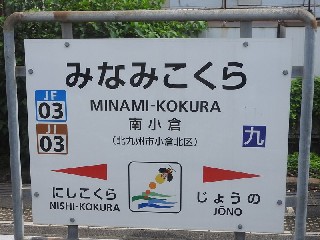 みなみこくら
JF
03
MINAMI-KOKURA
南小倉
(北九州市小倉北区)
JI
03
九
にしこくら
NISHI-KOKURA
じょうの
JŌNO